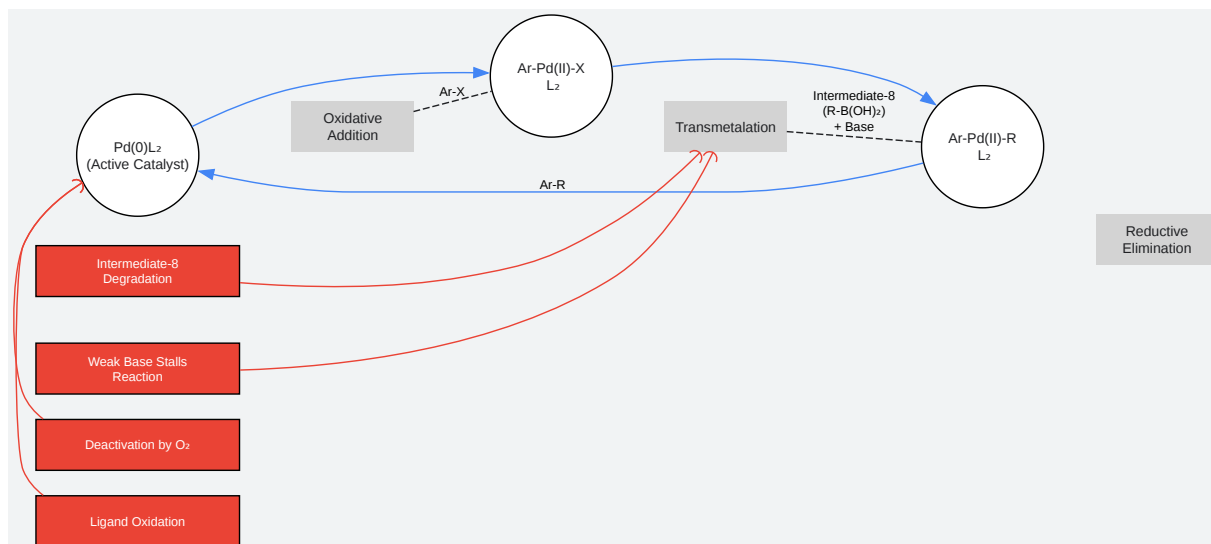 Ar-Pd(II)-X
L₂
Ar-X
Intermediate-8
(R-B(OH)₂)
+ Base
Oxidative
Addition
Transmetalation
Ar-Pd(II)-R
L₂
Pd(0)L₂
(Active Catalyst)
Ar-R
Reductive
Elimination
Intermediate-8
Degradation
Weak Base Stalls
Reaction
Deactivation by O₂
Ligand Oxidation